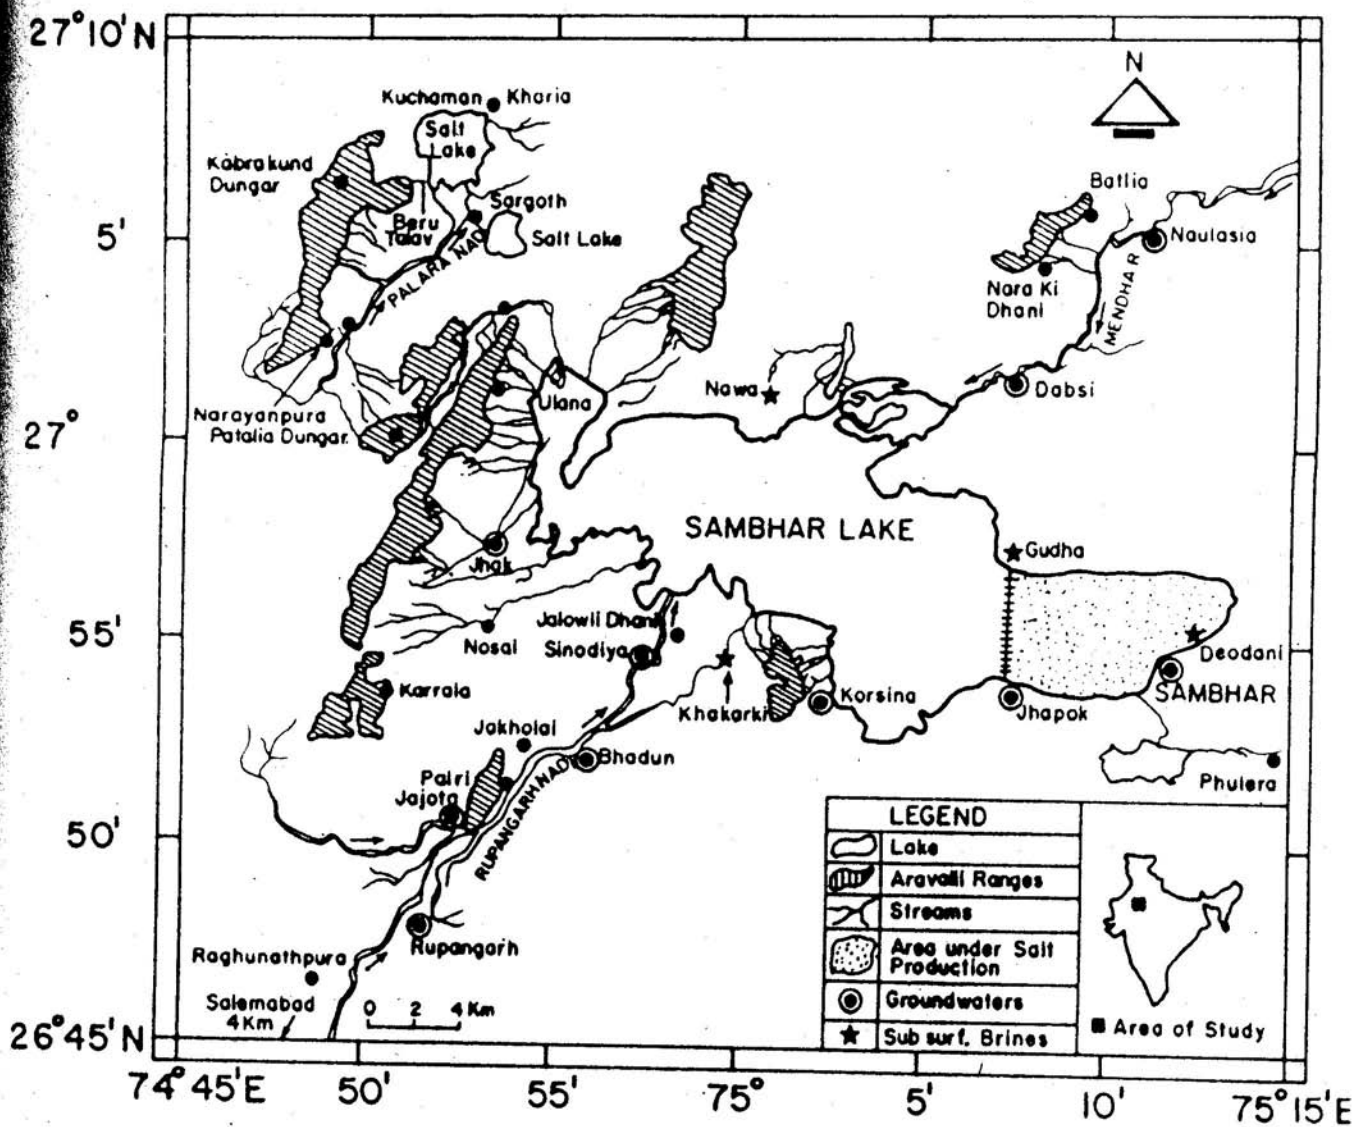 27°10'N
N
Kuchaman
Kharia
Salt
Lake
Kabrakund
Dungar
Batlia
Sargoth
Beru
Talav
5'
Salt Lake
Naulasia
PALARA NADI
Nara Ki
Dhani
MENDHAR
Nawa
Dabsi
Ulana
Narayanpura
Patalia Dungar
27°
SAMBHAR LAKE
Gudha
Jhak
Jalowli Dhani
55'
Nosal
Sinodiya
Deodani
SAMBHAR
Karrala
Khakarki
Korsina
Jhapok
Jakholai
Bhadun
Phulera
Palri
Jajota
RUPANGARH NADI
50'
LEGEND
Lake
Aravalli Ranges
Streams
Area under Salt
Production
Groundwaters
Sub surf. Brines
Area of Study
Rupangarh
Raghunathpura
Salemabad
4 Km
0 2 4 Km
26°45'N
74°45'E 50' 55' 75° 5' 10' 75°15'E